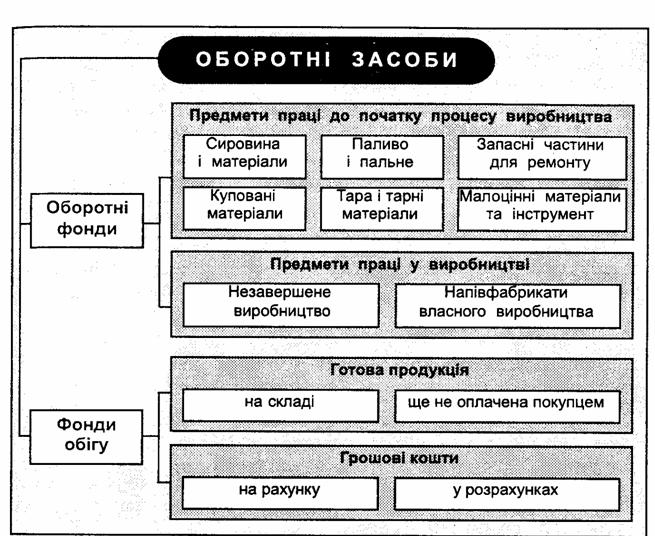 ОБОРОТНІ ЗАСОБИ
Предмети праці до початку процесу виробництва
Сировина
і матеріали
Паливо
і пальне
Запасні частини
для ремонту
Куповані
матеріали
Тара і тарні
матеріали
Малоцінні матеріали
та інструмент
Оборотні
фонди
Предмети праці у виробництві
Незавершене
виробництво
Напівфабрикати
власного виробництва
Готова продукція
на складі
ще не оплачена покупцем
Фонди
обігу
Грошові кошти
на рахунку
у розрахунках